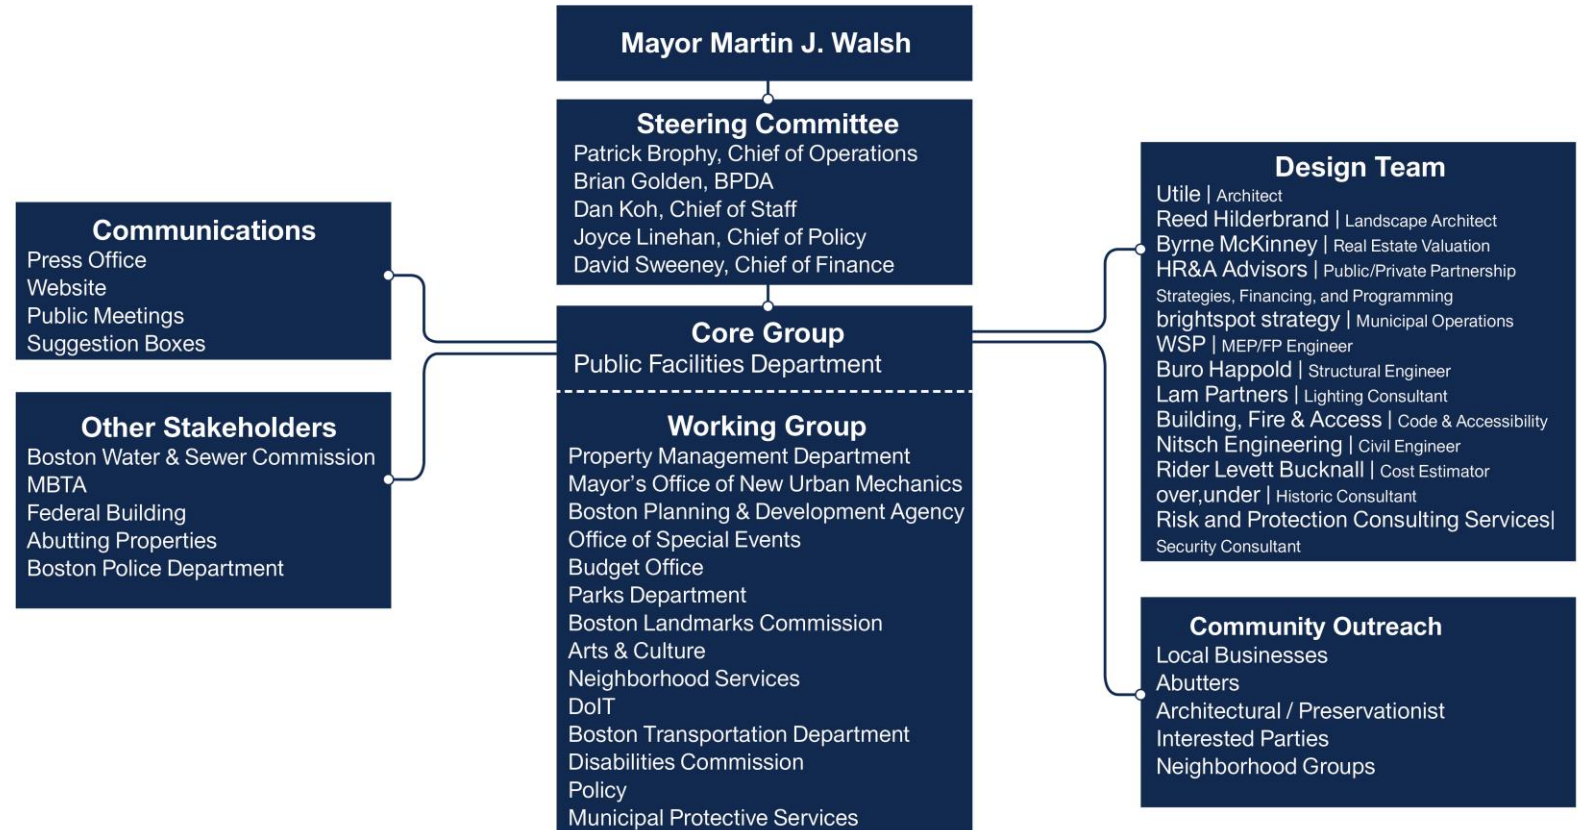 Mayor Martin J. Walsh
Steering Committee
Patrick Brophy, Chief of Operations
Brian Golden, BPDA
Dan Koh, Chief of Staff
Joyce Linehan, Chief of Policy
David Sweeney, Chief of Finance
Communications
Press Office
Website
Public Meetings
Suggestion Boxes
Other Stakeholders
Boston Water & Sewer Commission
MBTA
Federal Building
Abutting Properties
Boston Police Department
Core Group
Public Facilities Department
Working Group
Property Management Department
Mayor’s Office of New Urban Mechanics
Boston Planning & Development Agency
Office of Special Events
Budget Office
Parks Department
Boston Landmarks Commission
Arts & Culture
Neighborhood Services
DoIT
Boston Transportation Department
Disabilities Commission
Policy
Municipal Protective Services
Design Team
Utile | Architect
Reed Hilderbrand | Landscape Architect
Byrne McKinney | Real Estate Valuation
HR&A Advisors | Public/Private Partnership
Strategies, Financing, and Programming
brightspot strategy | Municipal Operations
WSP | MEP/FP Engineer
Buro Happold | Structural Engineer
Lam Partners | Lighting Consultant
Building, Fire & Access | Code & Accessibility
Nitsch Engineering | Civil Engineer
Rider Levett Bucknall | Cost Estimator
over,under | Historic Consultant
Risk and Protection Consulting Services|
Security Consultant
Community Outreach
Local Businesses
Abutters
Architectural / Preservationist
Interested Parties
Neighborhood Groups